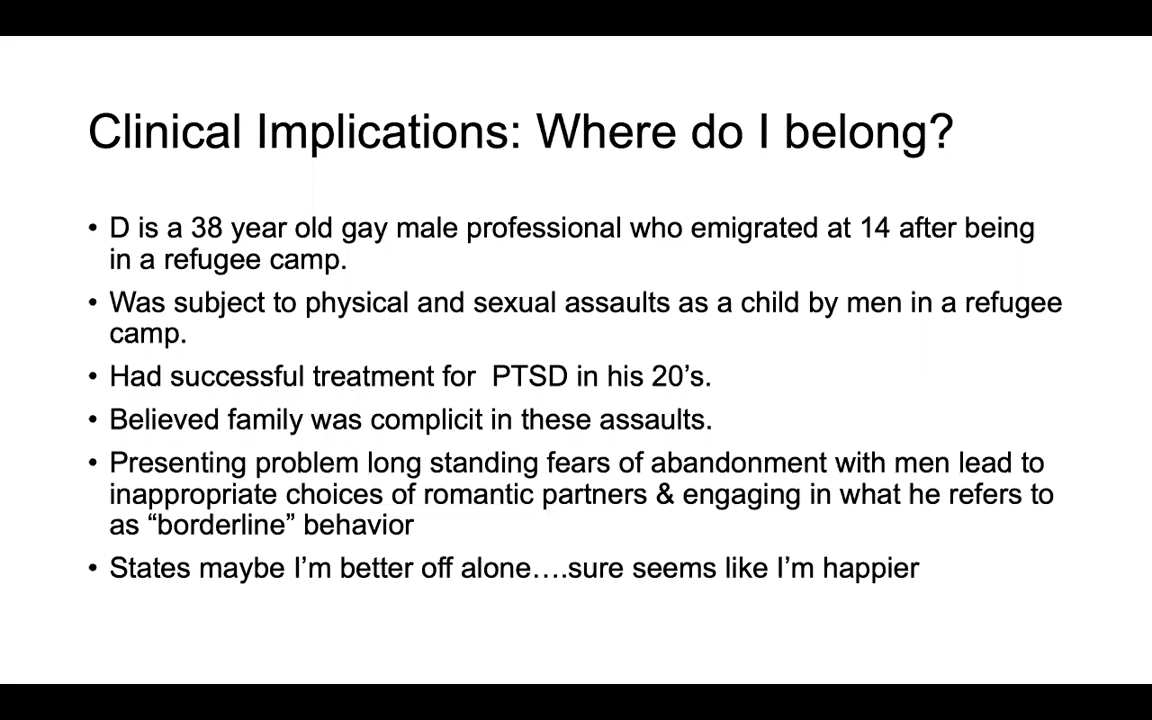 Clinical Implications: Where do I belong?
• D is a 38 year old gay male professional who emigrated at 14 after being
in a refugee camp.
• Was subject to physical and sexual assaults as a child by men in a refugee
camp.
• Had successful treatment for  PTSD in his 20’s.
• Believed family was complicit in these assaults.
• Presenting problem long standing fears of abandonment with men lead to
inappropriate choices of romantic partners & engaging in what he refers to
as “borderline” behavior
• States maybe I’m better off alone….sure seems like I’m happier